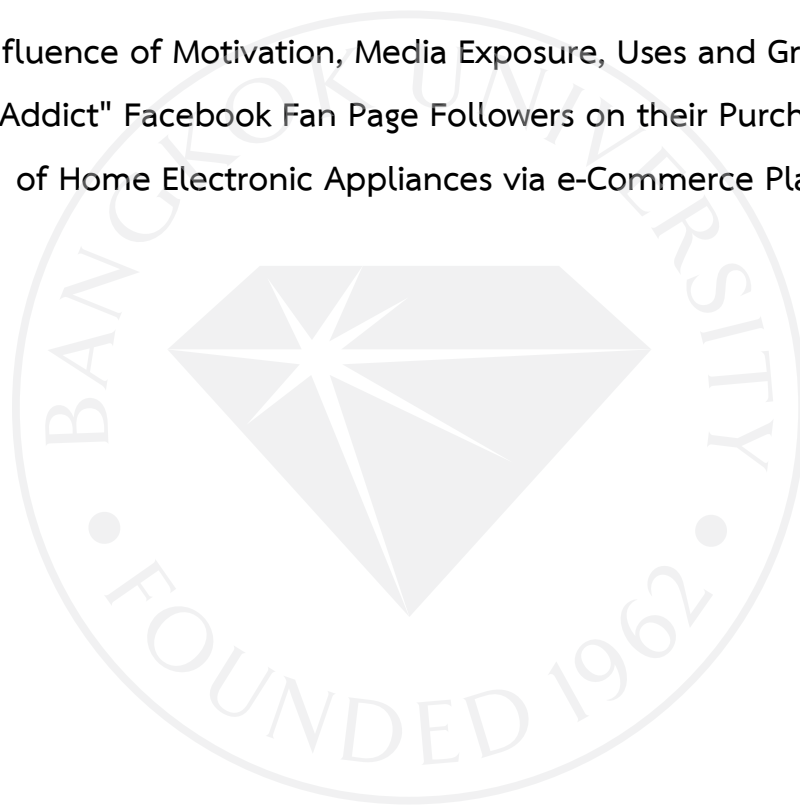 fluence of Motivation, Media Exposure, Uses and Gr
Addict" Facebook Fan Page Followers on their Purch
of Home Electronic Appliances via e-Commerce Pla
BANGKOK UNIVERSITY
FOUNDED 1962